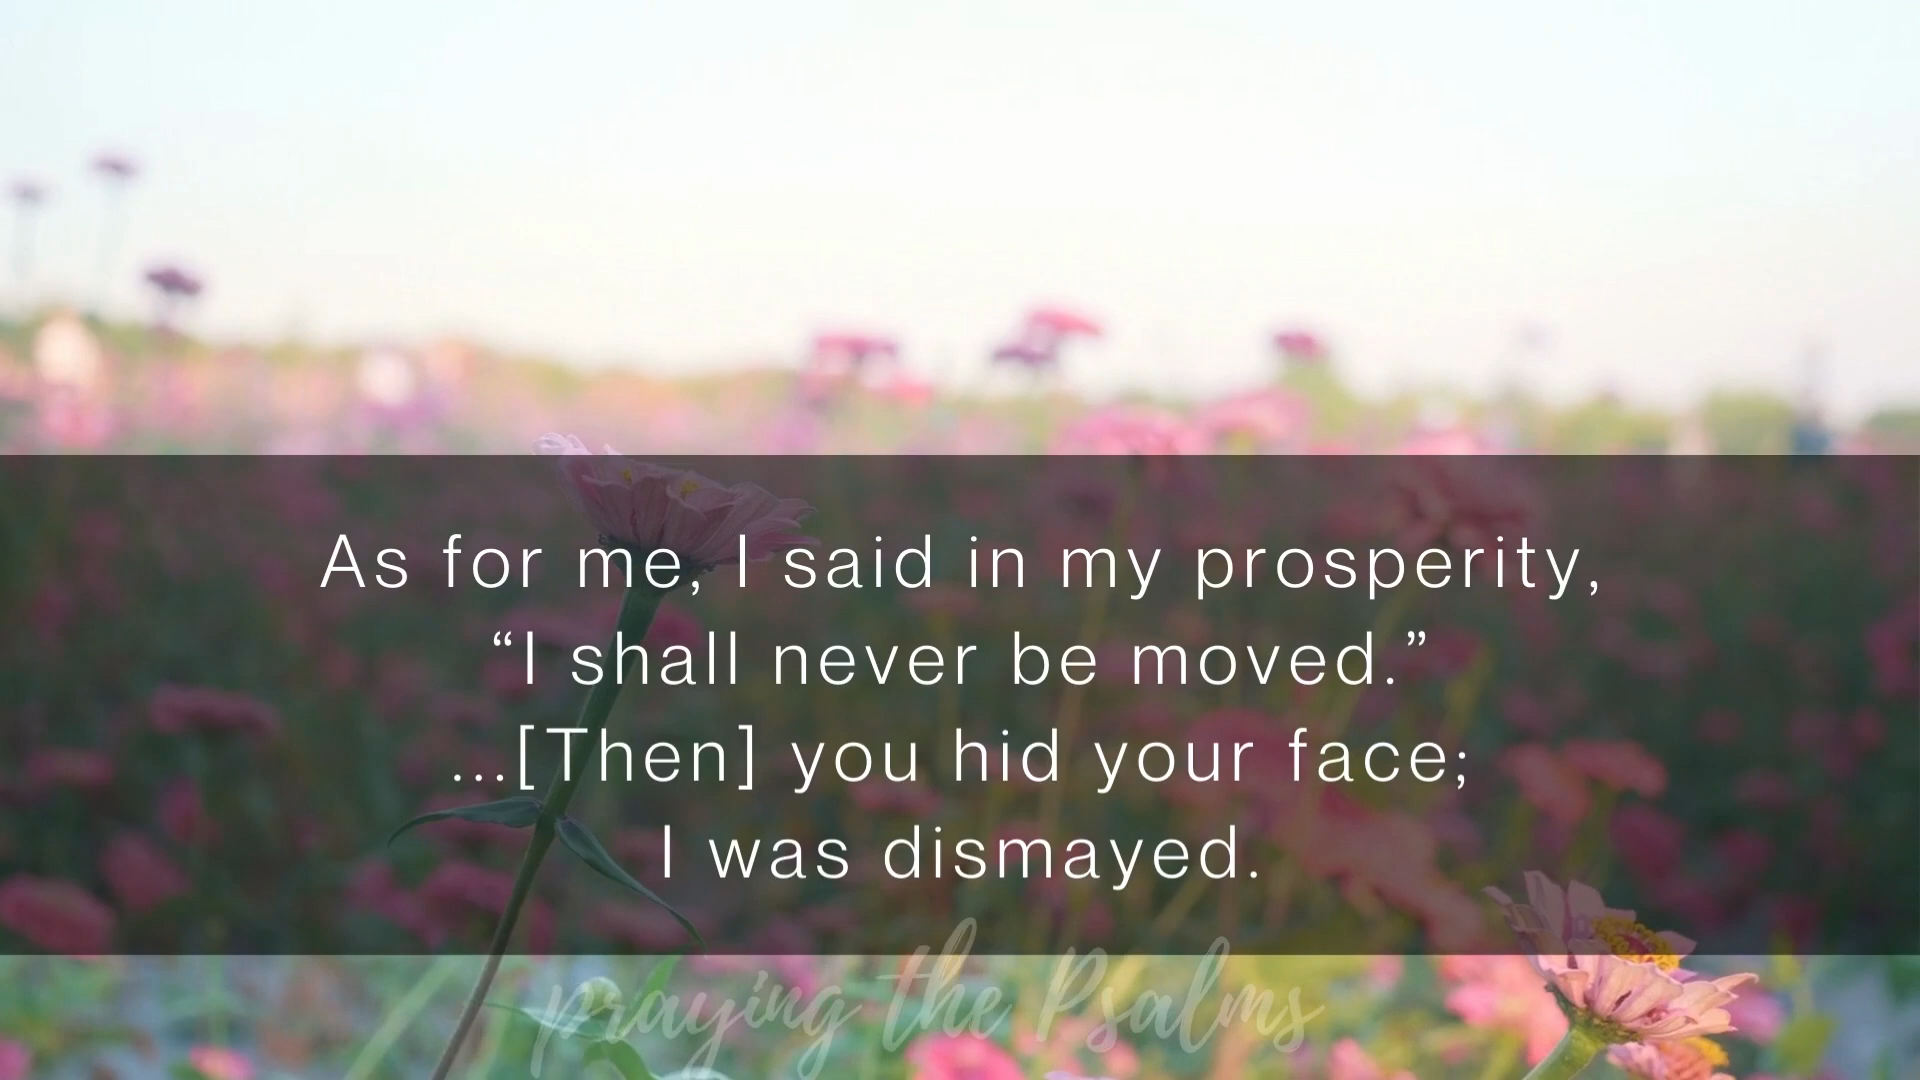 As for me, I said in my prosperity,
“I shall never be moved.”
...[Then] you hid your face;
I was dismayed.
praying the Psalms